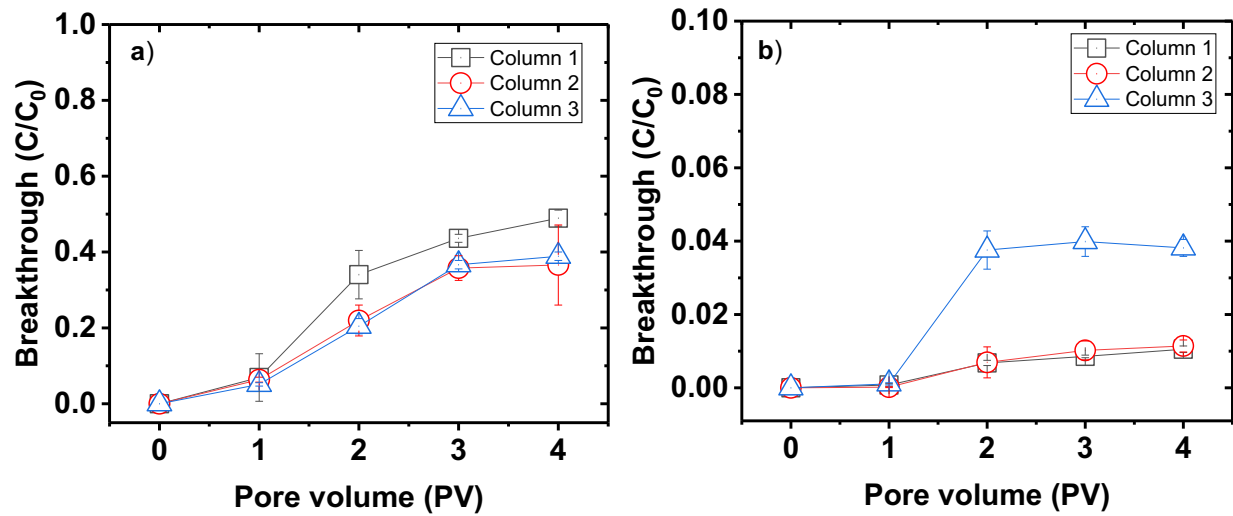 a)
Column 1
Column 2
Column 3
1.0
0.8
0.6
0.4
0.2
0.0
Breakthrough (C/C0)
0 1 2 3 4
Pore volume (PV)
b)
Column 1
Column 2
Column 3
0.10
0.08
0.06
0.04
0.02
0.00
Breakthrough (C/C0)
0 1 2 3 4
Pore volume (PV)